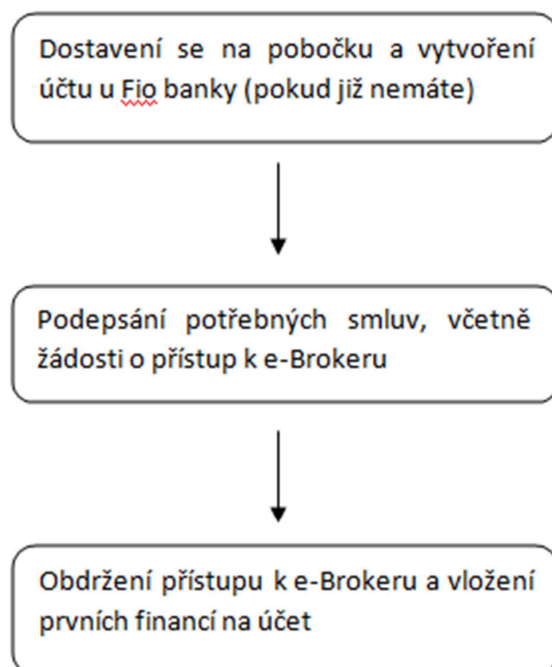 Dostavení se na pobočku a vytvoření
účtu u Fio banky (pokud již nemáte)
Podepsání potřebných smluv, včetně
žádosti o přístup k e-Brokeru
Obdržení přístupu k e-Brokeru a vložení
prvních financí na účet